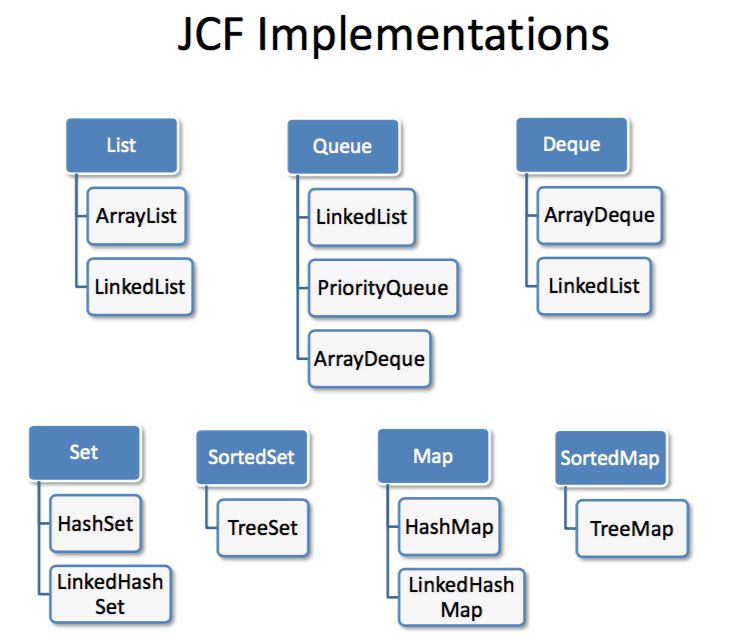 JCF Implementations
List
ArrayList
LinkedList
Queue
LinkedList
PriorityQueue
ArrayDeque
Deque
ArrayDeque
LinkedList
Set
HashSet
LinkedHash
Set
SortedSet
TreeSet
Map
HashMap
LinkedHash
Map
SortedMap
TreeMap